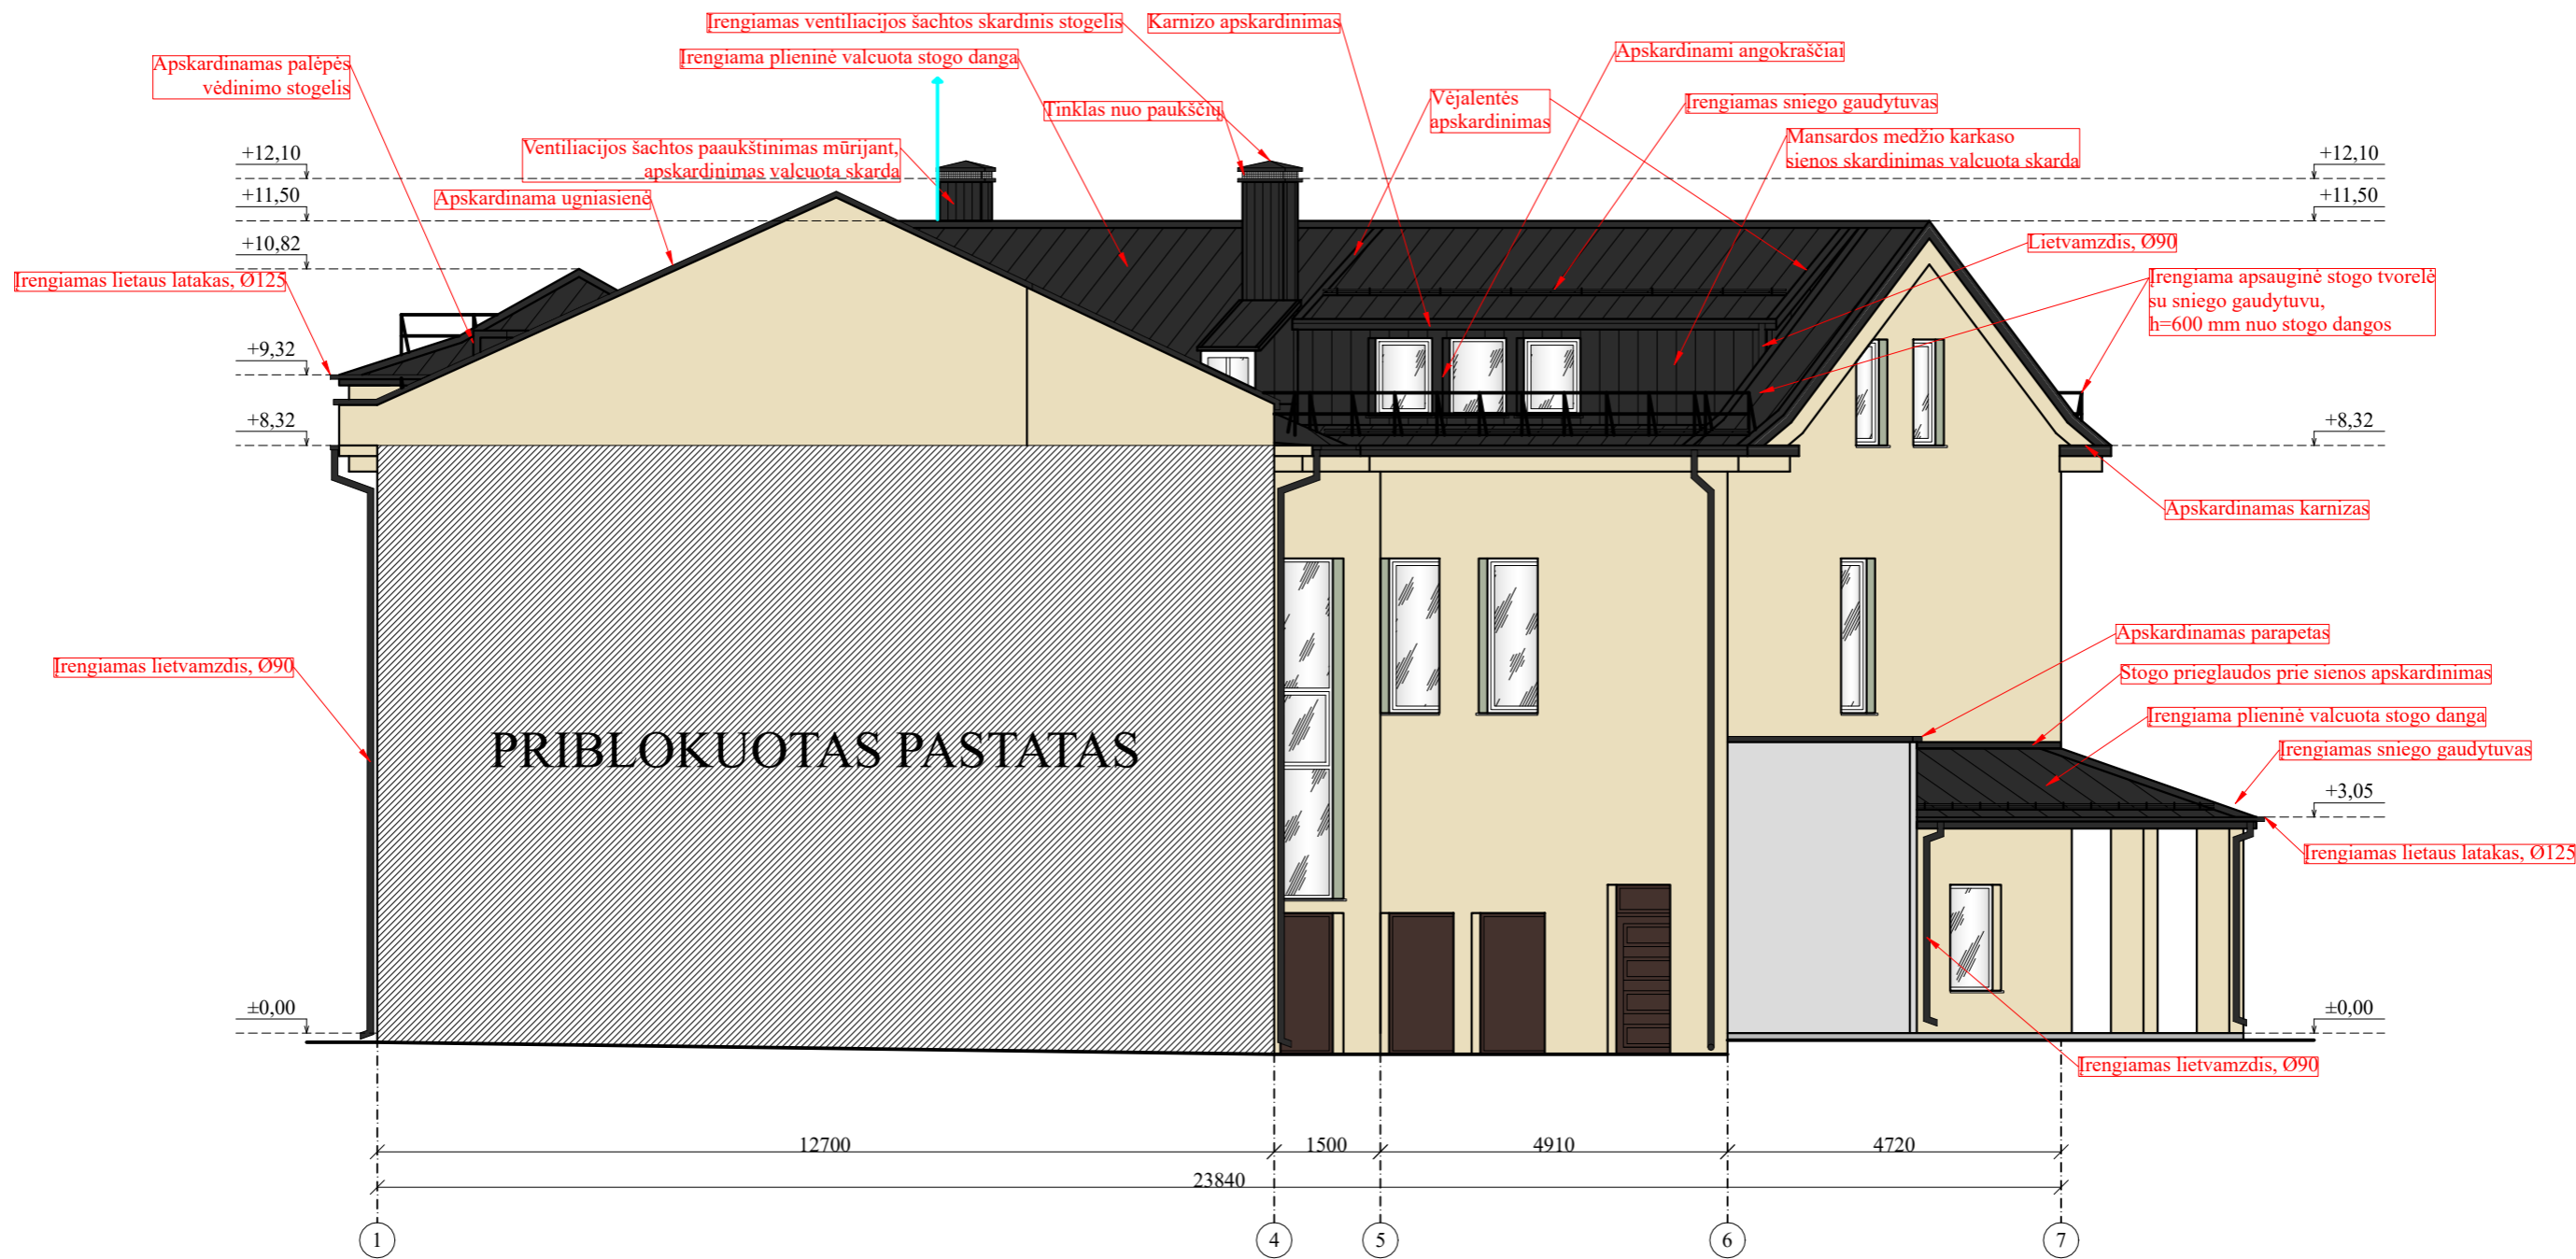 Įrengiamas ventiliacijos šachtos skardinis stogelis
Karnizo apskardinimas
Apskardinami angokraščiai
Įrengiama plieninė valcuota stogo danga
Apskardinamas palėpės
vėdinimo stogelis
Tinklas nuo paukščių
Vėjalentės
apskardinimas
Įrengiamas sniego gaudytuvas
Ventiliacijos šachtos paaukštinimas mūrijant,
apskardinimas valcuota skarda
Mansardos medžio karkaso
sienos skardinimas valcuota skarda
+12,10
+12,10
Apskardinama ugniasienė
+11,50
+11,50
+10,82
Lietvamzdis, Ø90
Įrengiamas lietaus latakas, Ø125
Įrengiama apsauginė stogo tvorelė
su sniego gaudytuvu,
h=600 mm nuo stogo dangos
+9,32
+8,32
+8,32
Apskardinamas karnizas
Apskardinamas parapetas
Įrengiamas lietvamzdis, Ø90
Stogo prieglaudos prie sienos apskardinimas
Įrengiama plieninė valcuota stogo danga
PRIBLOKUOTAS PASTATAS
Įrengiamas sniego gaudytuvas
+3,05
Įrengiamas lietaus latakas, Ø125
±0,00
±0,00
Įrengiamas lietvamzdis, Ø90
12700
1500
4910
4720
23840
1
4
5
6
7